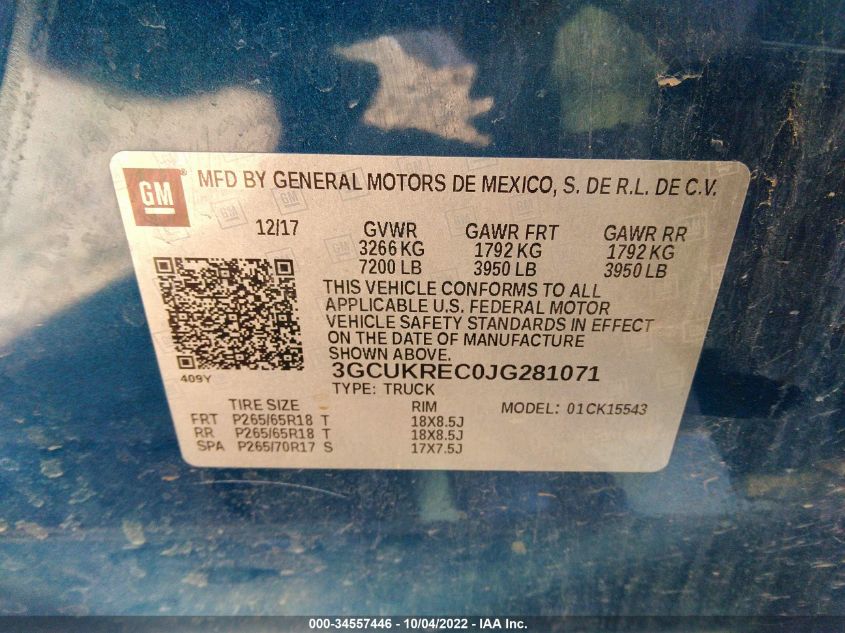 GM ® MFD BY GENERAL MOTORS DE MEXICO, S. DE R.L. DE C.V.
12/17 GVWR GAWR FRT GAWR RR
3266 KG 1792 KG 1792 KG
7200 LB 3950 LB 3950 LB
THIS VEHICLE CONFORMS TO ALL
APPLICABLE U.S. FEDERAL MOTOR
VEHICLE SAFETY STANDARDS IN EFFECT
ON THE DATE OF MANUFACTURE
SHOWN ABOVE.
409Y 3GCUKREC0JG281071
TYPE: TRUCK
TIRE SIZE RIM MODEL: 01CK15543
FRT P265/65R18 T 18X8.5J
RR P265/65R18 T 18X8.5J
SPA P265/70R17 S 17X7.5J
000-34557446 - 10/04/2022 - IAA Inc.